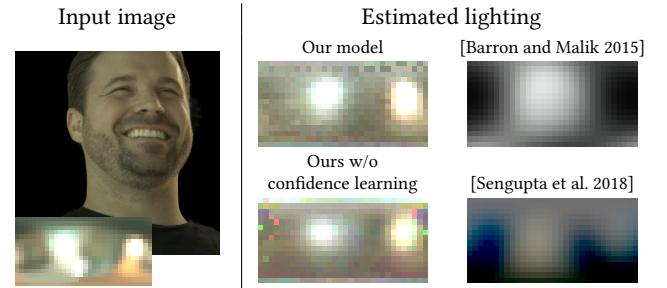 Input image
Estimated lighting
Our model
[Barron and Malik 2015]
Ours w/o
confidence learning
[Sengupta et al. 2018]